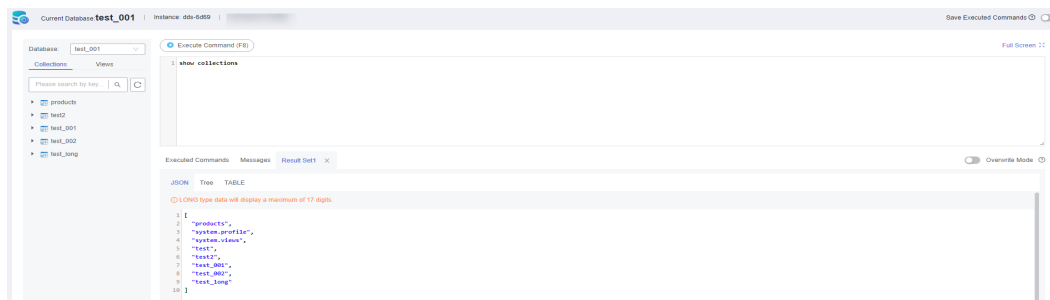 Current Database:test_001 | Instance: dds-6d69 |
Save Executed Commands
Database: test_001
Collections Views
Please search by key...
products
test2
test_001
test_002
test_long
Execute Command (F8)
Full Screen
1 show collections
Executed Commands Messages Result Set1 ×
Overwrite Mode
JSON Tree TABLE
LONG type data will display a maximum of 17 digits.
1 [
2 "products",
3 "system.profile",
4 "system.views",
5 "test",
6 "test2",
7 "test_001",
8 "test_002",
9 "test_long"
10 ]